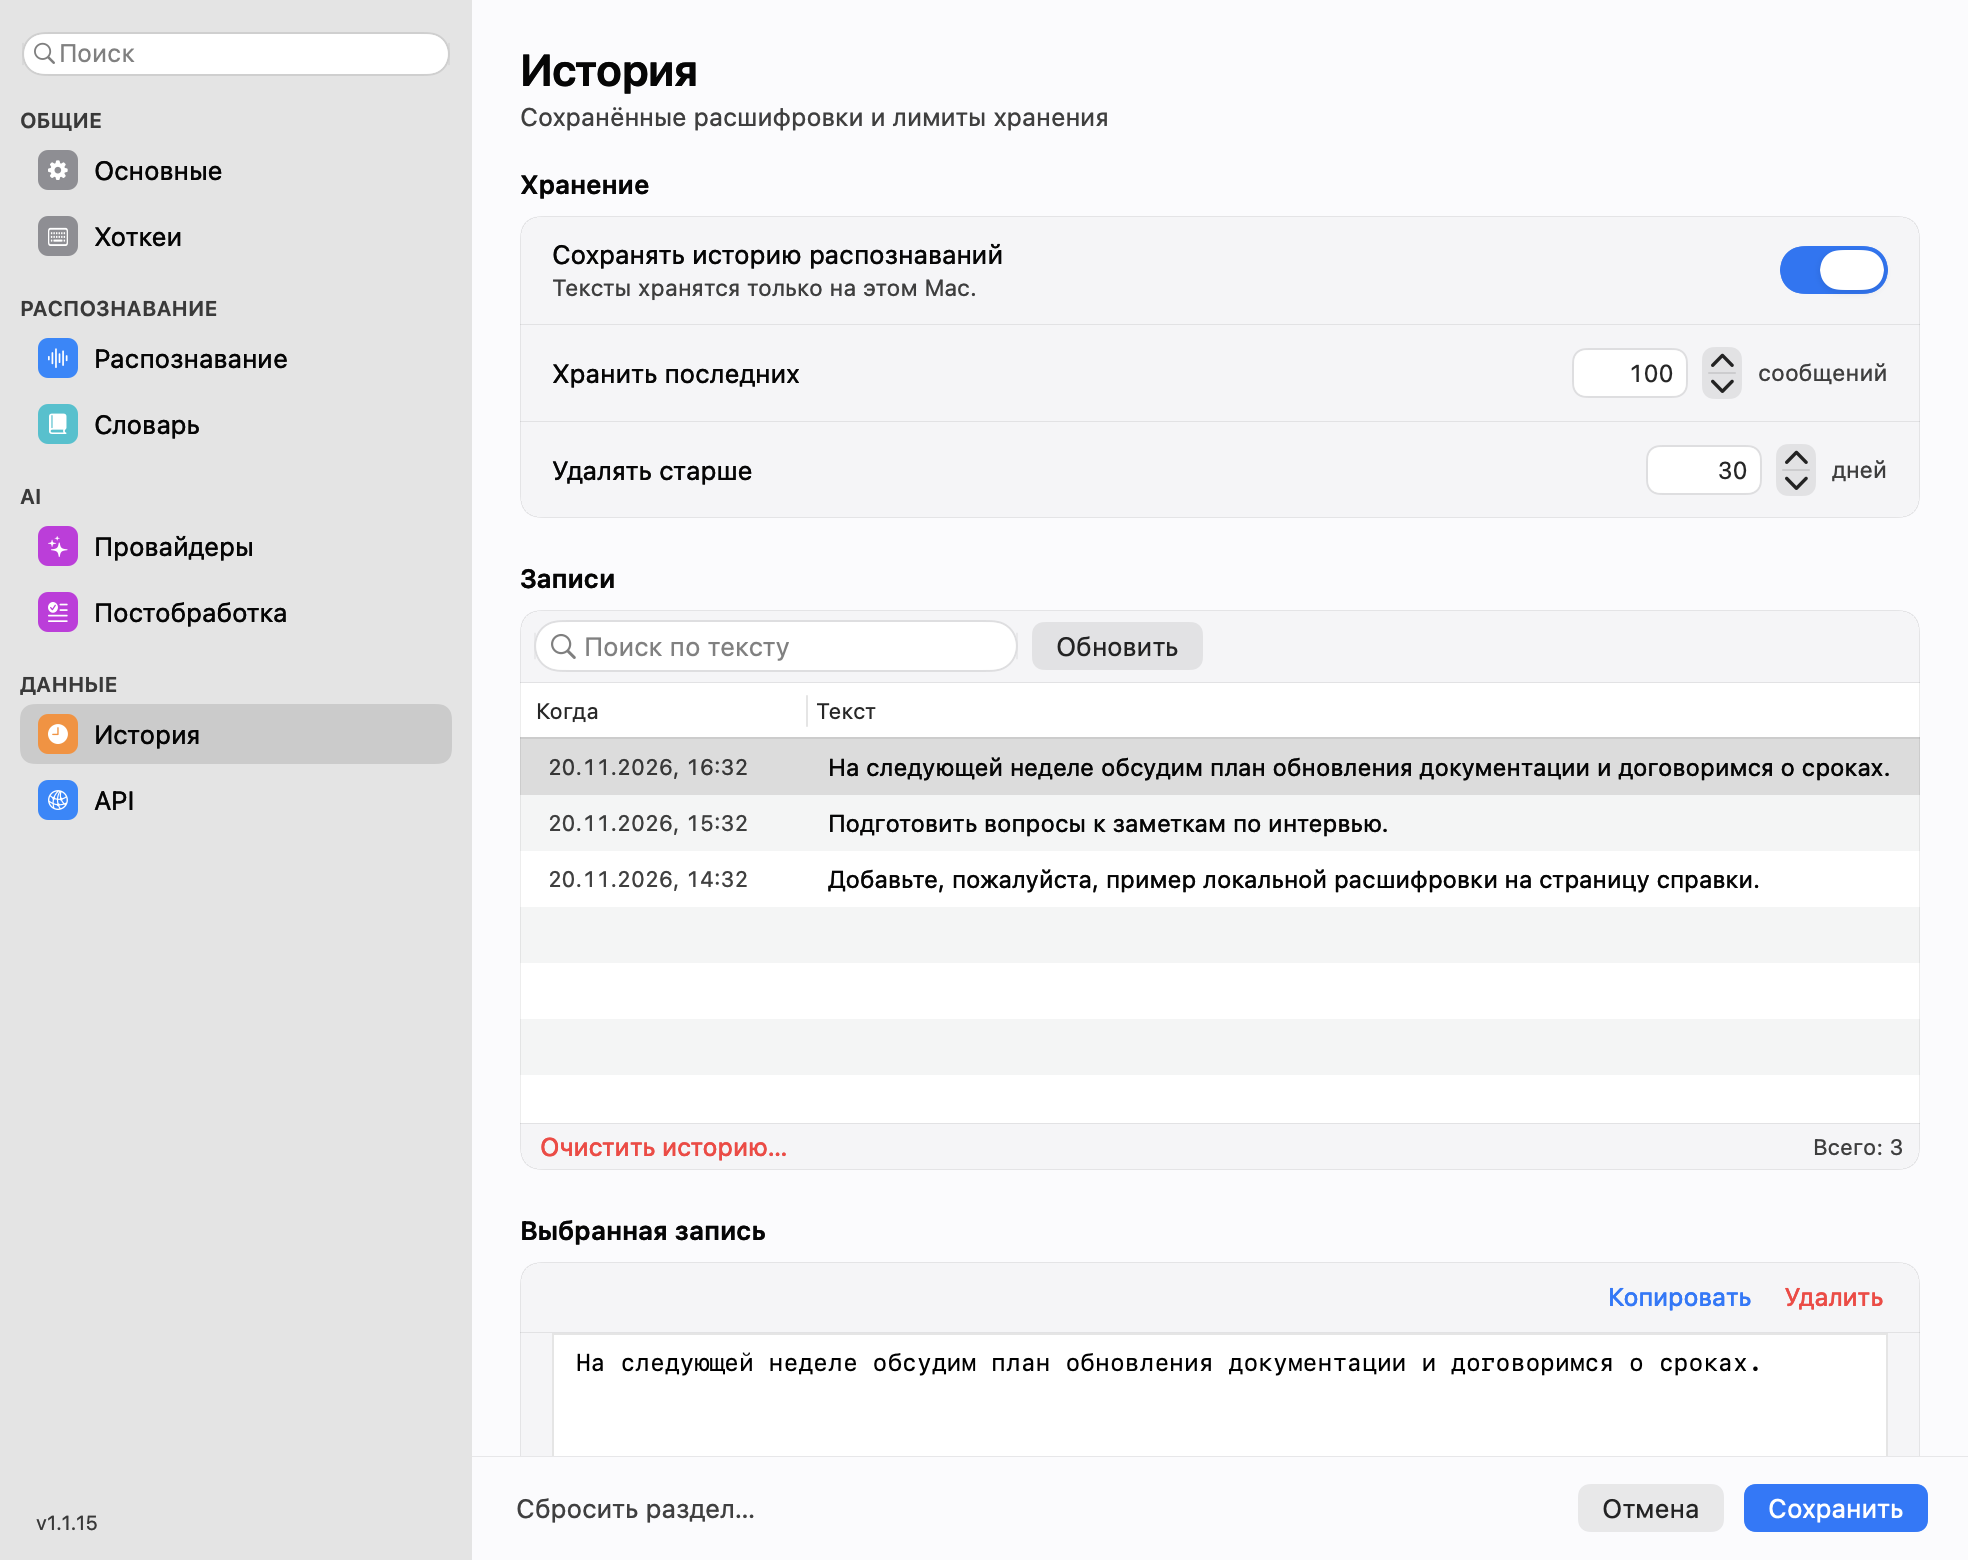 Поиск
ОБЩИЕ
Основные
Хоткеи
РАСПОЗНАВАНИЕ
Распознавание
Словарь
AI
Провайдеры
Постобработка
ДАННЫЕ
История
API
v1.1.15
История
Сохранённые расшифровки и лимиты хранения
Хранение
Сохранять историю распознаваний
Тексты хранятся только на этом Mac.
Хранить последних 100 сообщений
Удалять старше 30 дней
Записи
Поиск по тексту Обновить
Когда Текст
20.11.2026, 16:32 На следующей неделе обсудим план обновления документации и договоримся о сроках.
20.11.2026, 15:32 Подготовить вопросы к заметкам по интервью.
20.11.2026, 14:32 Добавьте, пожалуйста, пример локальной расшифровки на страницу справки.
Очистить историю... Всего: 3
Выбранная запись
Копировать Удалить
На следующей неделе обсудим план обновления документации и договоримся о сроках.
Сбросить раздел... Отмена Сохранить